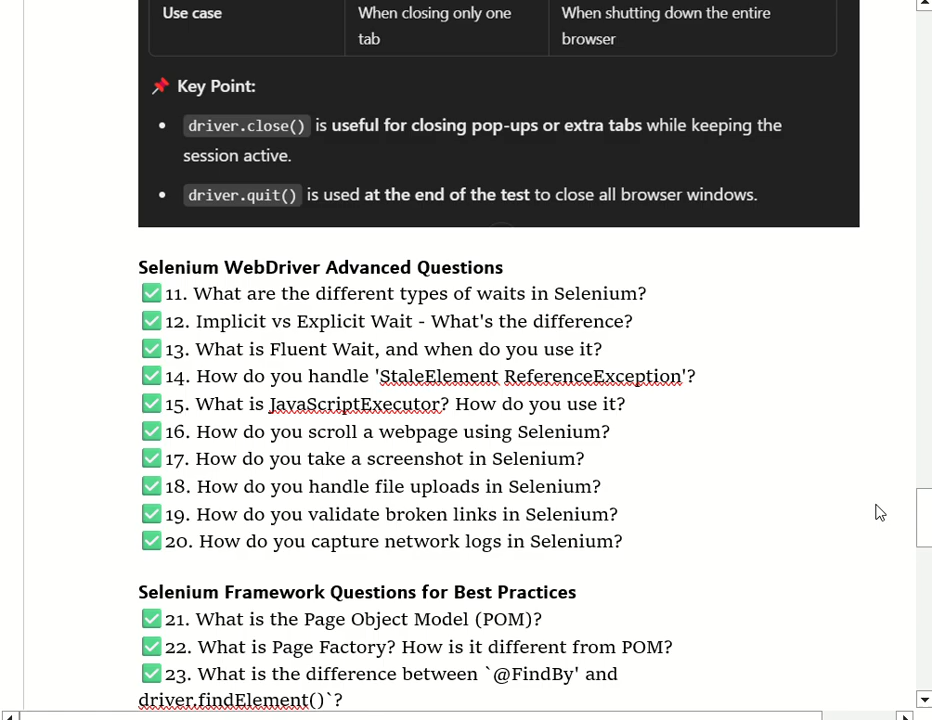 Use case When closing only one When shutting down the entire
tab browser
📌 Key Point:
• driver.close() is useful for closing pop-ups or extra tabs while keeping the
session active.
• driver.quit() is used at the end of the test to close all browser windows.
Selenium WebDriver Advanced Questions
✅11. What are the different types of waits in Selenium?
✅12. Implicit vs Explicit Wait - What's the difference?
✅13. What is Fluent Wait, and when do you use it?
✅14. How do you handle 'StaleElement ReferenceException'?
✅15. What is JavaScriptExecutor? How do you use it?
✅16. How do you scroll a webpage using Selenium?
✅17. How do you take a screenshot in Selenium?
✅18. How do you handle file uploads in Selenium?
✅19. How do you validate broken links in Selenium?
✅20. How do you capture network logs in Selenium?
Selenium Framework Questions for Best Practices
✅21. What is the Page Object Model (POM)?
✅22. What is Page Factory? How is it different from POM?
✅23. What is the difference between `@FindBy' and
driver.findElement()`?